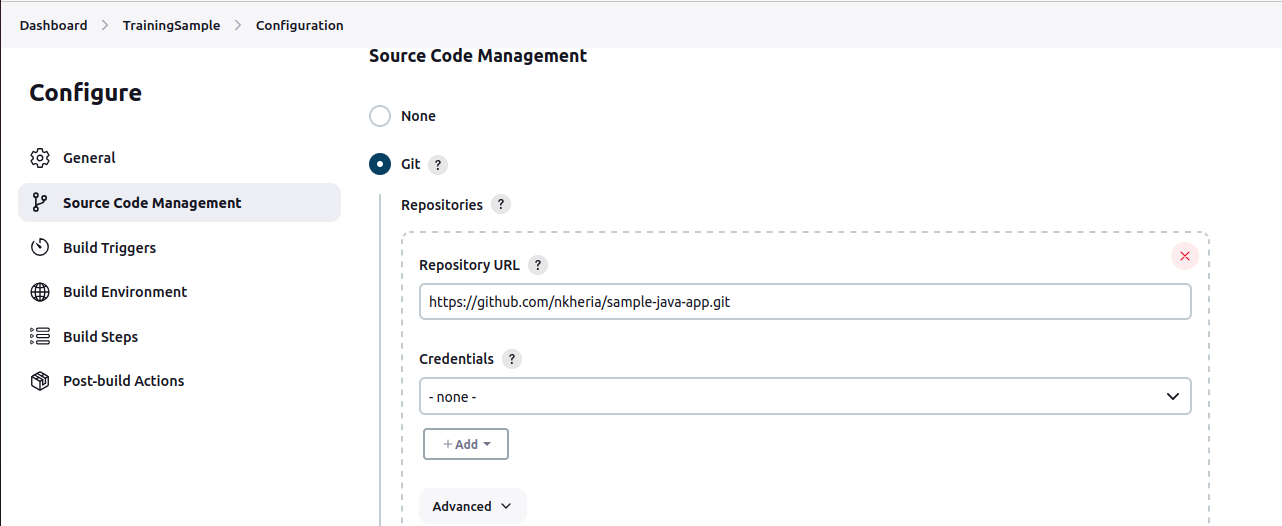 Dashboard > TrainingSample > Configuration
Source Code Management
Configure
None
General
Git ?
Source Code Management
Repositories ?
Build Triggers
Repository URL ?
Build Environment
https://github.com/nkheria/sample-java-app.git
Build Steps
Credentials ?
Post-build Actions
- none -
+ Add
Advanced